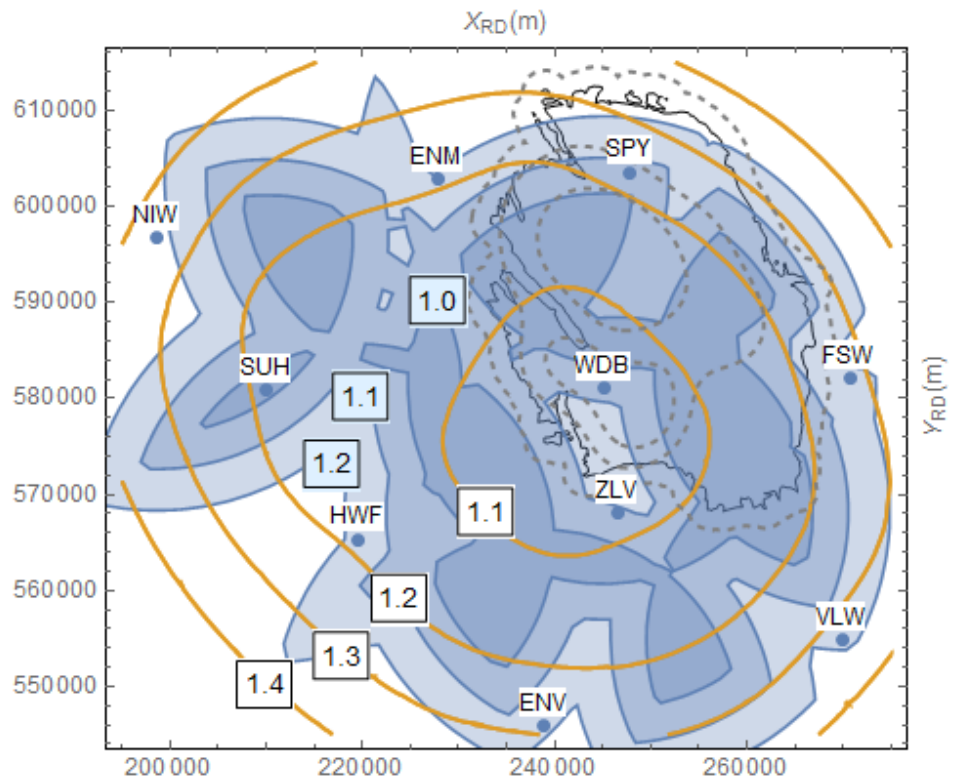 X_RD(m)
610000
ENM
SPY
600000
NIW
590000
1.0
SUH
WDB
FSW
580000
1.1
Y_RD(m)
1.2
570000
ZLV
1.1
HWF
560000
1.2
VLW
1.3
550000
1.4
ENV
200000 220000 240000 260000